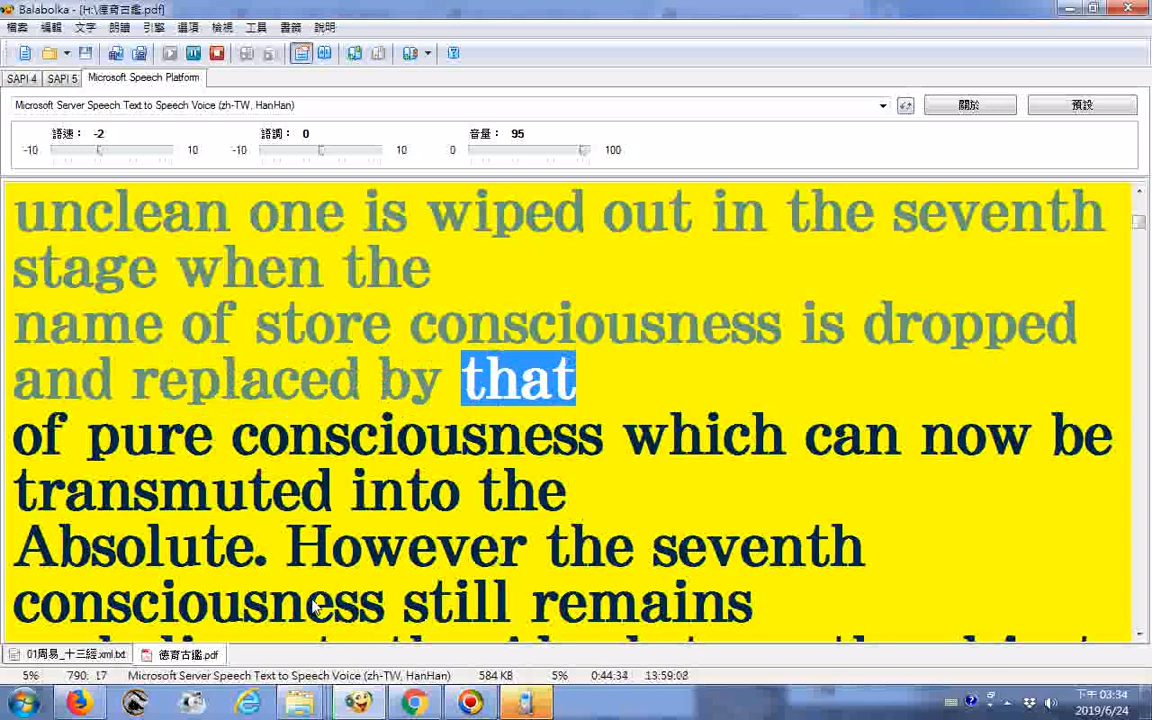 Balabolka - [H:\德育古鑑.pdf]
檔案 編輯 文字 朗讀 引擎 選項 檢視 工具 書籤 說明
SAPI 4 SAPI 5 Microsoft Speech Platform
Microsoft Server Speech Text to Speech Voice (zh-TW, HanHan) 關於 預設
語速： -2 語調： 0 音量： 95
-10 10 -10 10 0 100
unclean one is wiped out in the seventh
stage when the
name of store consciousness is dropped
and replaced by that
of pure consciousness which can now be
transmuted into the
Absolute. However the seventh
consciousness still remains
01周易_十三經.xml.txt 德育古鑑.pdf
5% 790: 17 Microsoft Server Speech Text to Speech Voice (zh-TW, HanHan) 584 KB 5% 0:44:34 13:59:08
下午 03:34
2019/6/24